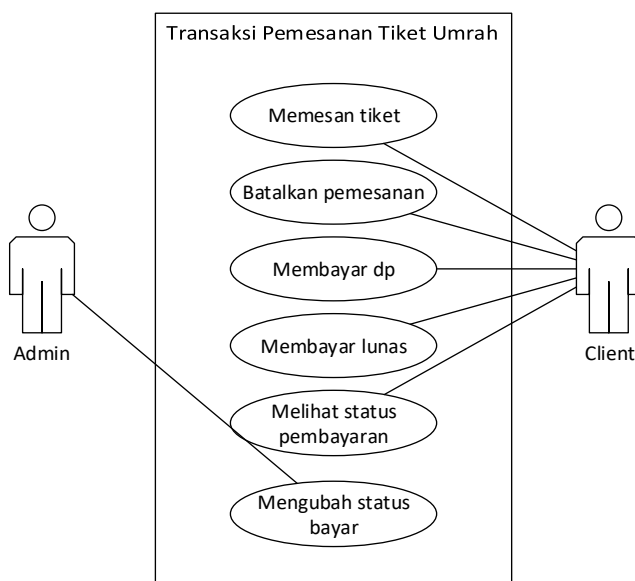 Transaksi Pemesanan Tiket Umrah
Memesan tiket
Batalkan pemesanan
Membayar dp
Admin
Membayar lunas
Client
Melihat status
pembayaran
Mengubah status
bayar